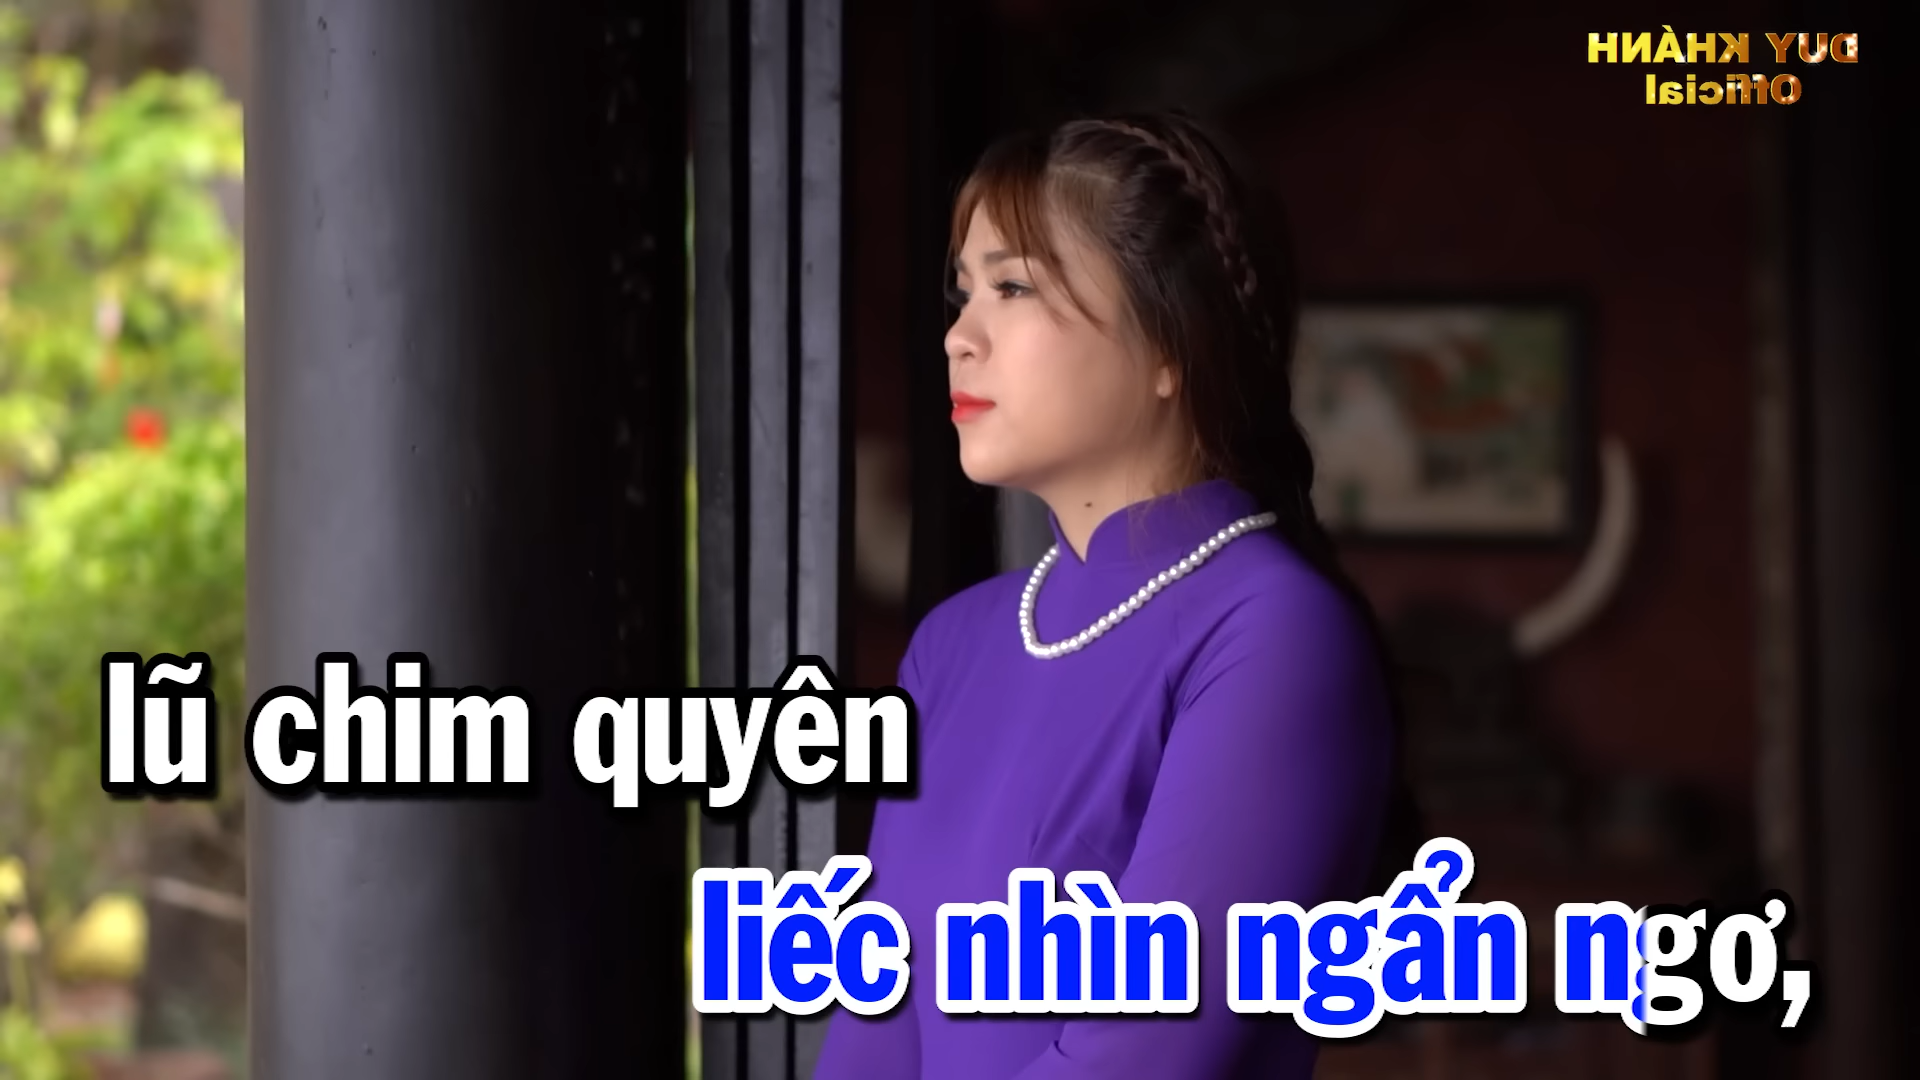 DUY KHÁNH
Official
lũ chim quyên
liếc nhìn ngẩn ngơ,